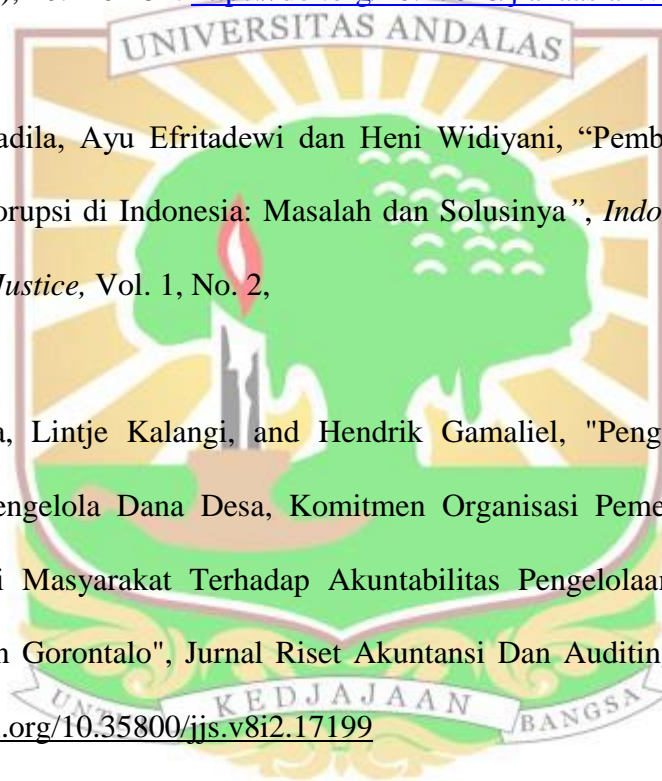 UNIVERSITAS ANDALAS
adila, Ayu Efritadewi dan Heni Widiyani, “Pemb
orupsi di Indonesia: Masalah dan Solusinya”, Indo
Justice, Vol. 1, No. 2,
a, Lintje Kalangi, and Hendrik Gamaliel, "Peng
engelola Dana Desa, Komitmen Organisasi Peme
i Masyarakat Terhadap Akuntabilitas Pengelolaan
n Gorontalo", Jurnal Riset Akuntansi Dan Auditin
UNTUK KEDJAJAAN BANGSA
.org/10.35800/jjs.v8i2.17199